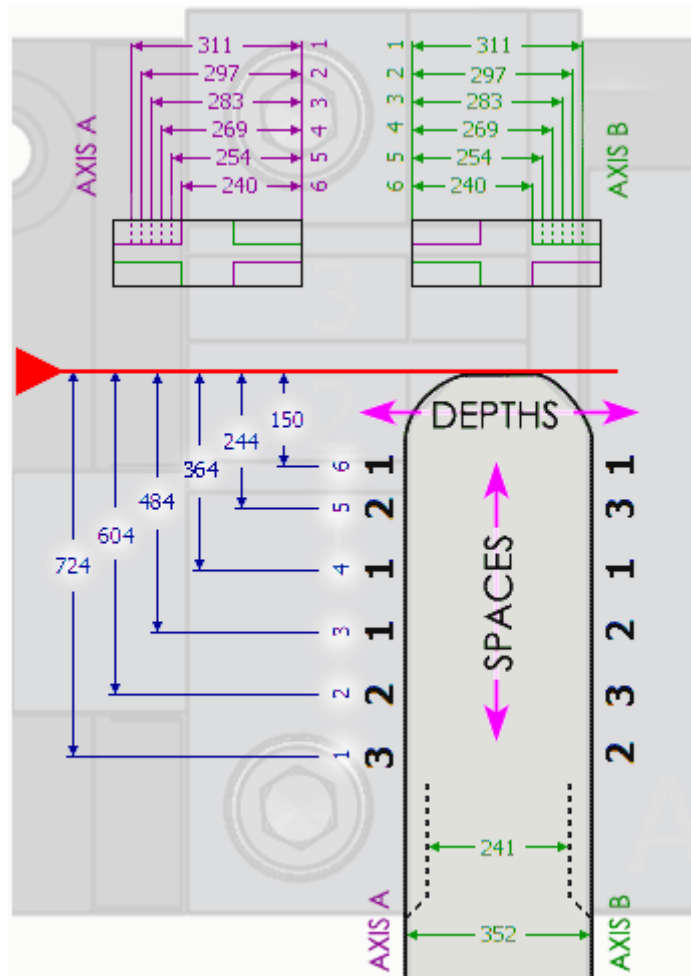 311 1 1 311
297 2 2 297
283 3 3 283
269 4 4 269
254 5 5 254
240 6 6 240
AXIS A
AXIS B
3
2
DEPTHS
150
244
364
484
604
724
6 1 1
5 2 3
4 1 1
3 1 2
2 2 3
1 3 2
SPACES
A
241
352
AXIS A
AXIS B